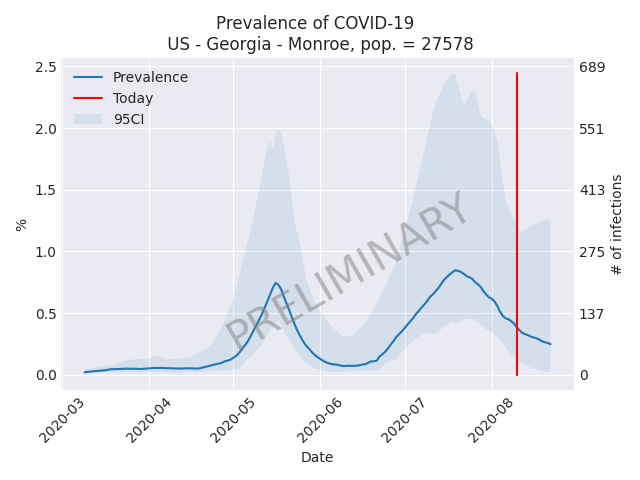 Prevalence of COVID-19
US - Georgia - Monroe, pop. = 27578
Prevalence
Today
95CI
2.5
2.0
1.5
1.0
0.5
0.0
%
689
551
413
275
137
0
# of infections
PRELIMINARY
2020-03
2020-04
2020-05
2020-06
2020-07
2020-08
Date